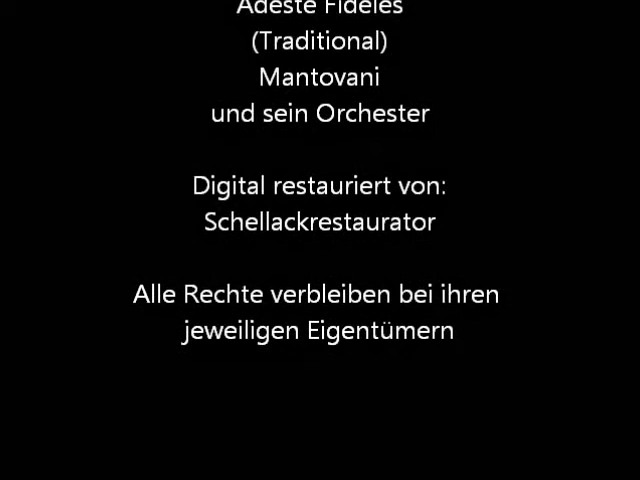 Adeste Fideles
(Traditional)
Mantovani
und sein Orchester
Digital restauriert von:
Schellackrestaurator
Alle Rechte verbleiben bei ihren
jeweiligen Eigentümern